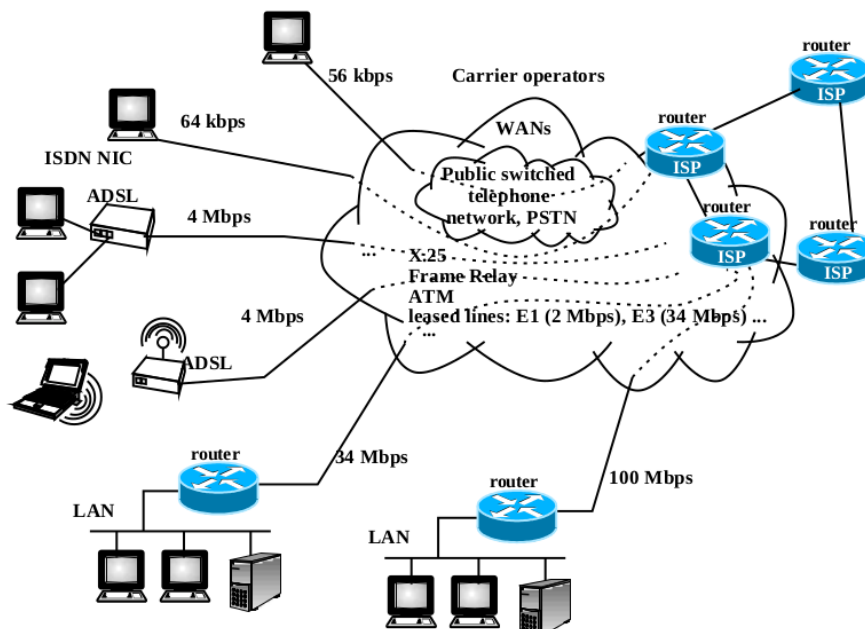 router
ISP
56 kbps
Carrier operators
64 kbps
WANs
router
ISP
ISDN NIC
Public switched
telephone
network, PSTN
ADSL
4 Mbps
router
ISP
router
ISP
...
X.25
Frame Relay
ATM
leased lines: E1 (2 Mbps), E3 (34 Mbps) ...
...
4 Mbps
ADSL
router
34 Mbps
LAN
router
100 Mbps
LAN